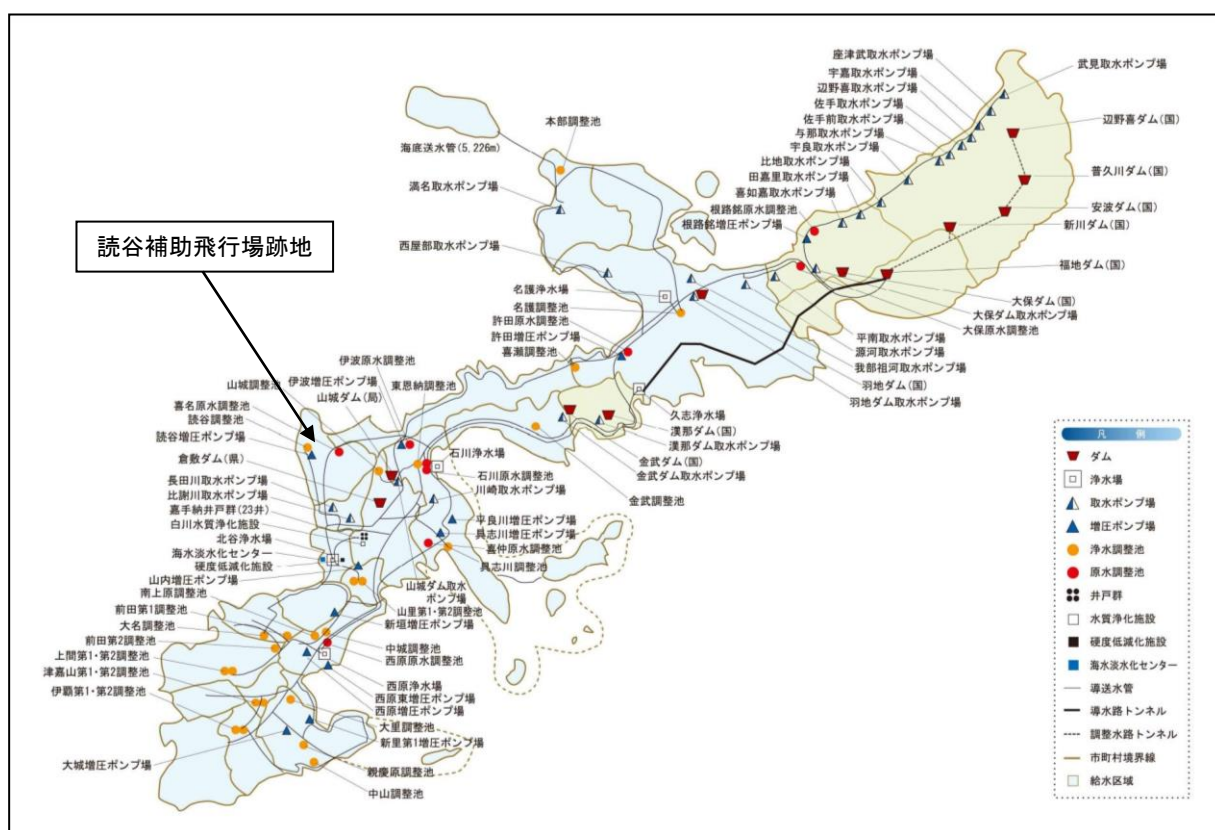 座津武取水ポンプ場
武見取水ポンプ場
宇嘉取水ポンプ場
辺野喜取水ポンプ場
佐手取水ポンプ場
佐手前取水ポンプ場
与那取水ポンプ場
宇良取水ポンプ場
比地取水ポンプ場
田嘉里取水ポンプ場
喜如嘉取水ポンプ場
根路銘原水調整池
根路銘増圧ポンプ場
辺野喜ダム(国)
普久川ダム(国)
安波ダム(国)
新川ダム(国)
福地ダム(国)
大保ダム(国)
大保ダム取水ポンプ場
大保原水調整池
平南取水ポンプ場
源河取水ポンプ場
我部祖河取水ポンプ場
羽地ダム(国)
羽地ダム取水ポンプ場
本部調整池
海底送水管(5,226m)
満名取水ポンプ場
西屋部取水ポンプ場
名護浄水場
名護調整池
許田原水調整池
許田増圧ポンプ場
喜瀬調整池
読谷補助飛行場跡地
伊波原水調整池
伊波増圧ポンプ場
東恩納調整池
山城調整池
山城ダム(局)
喜名原水調整池
読谷調整池
読谷増圧ポンプ場
倉敷ダム(県)
長田川取水ポンプ場
比謝川取水ポンプ場
嘉手納井戸群(23井)
白川水質浄化施設
北谷浄水場
海水淡水化センター
硬度低減化施設
山内増圧ポンプ場
南上原調整池
前田第1調整池
大名調整池
前田第2調整池
上間第1・第2調整池
津嘉山第1・第2調整池
伊覇第1・第2調整池
大城増圧ポンプ場
久志浄水場
漢那ダム(国)
漢那ダム取水ポンプ場
金武ダム(国)
金武ダム取水ポンプ場
金武調整池
石川浄水場
石川原水調整池
川崎取水ポンプ場
平良川増圧ポンプ場
具志川増圧ポンプ場
喜仲原水調整池
具志川調整池
山城ダム取水
ポンプ場
山里第1・第2調整池
新垣増圧ポンプ場
中城調整池
西原原水調整池
西原浄水場
西原東増圧ポンプ場
西原増圧ポンプ場
大里調整池
新里第1増圧ポンプ場
親慶原調整池
中山調整池
凡例
ダム
浄水場
取水ポンプ場
増圧ポンプ場
浄水調整池
原水調整池
井戸群
水質浄化施設
硬度低減化施設
海水淡水化センター
導送水管
導水路トンネル
調整水路トンネル
市町村境界線
給水区域